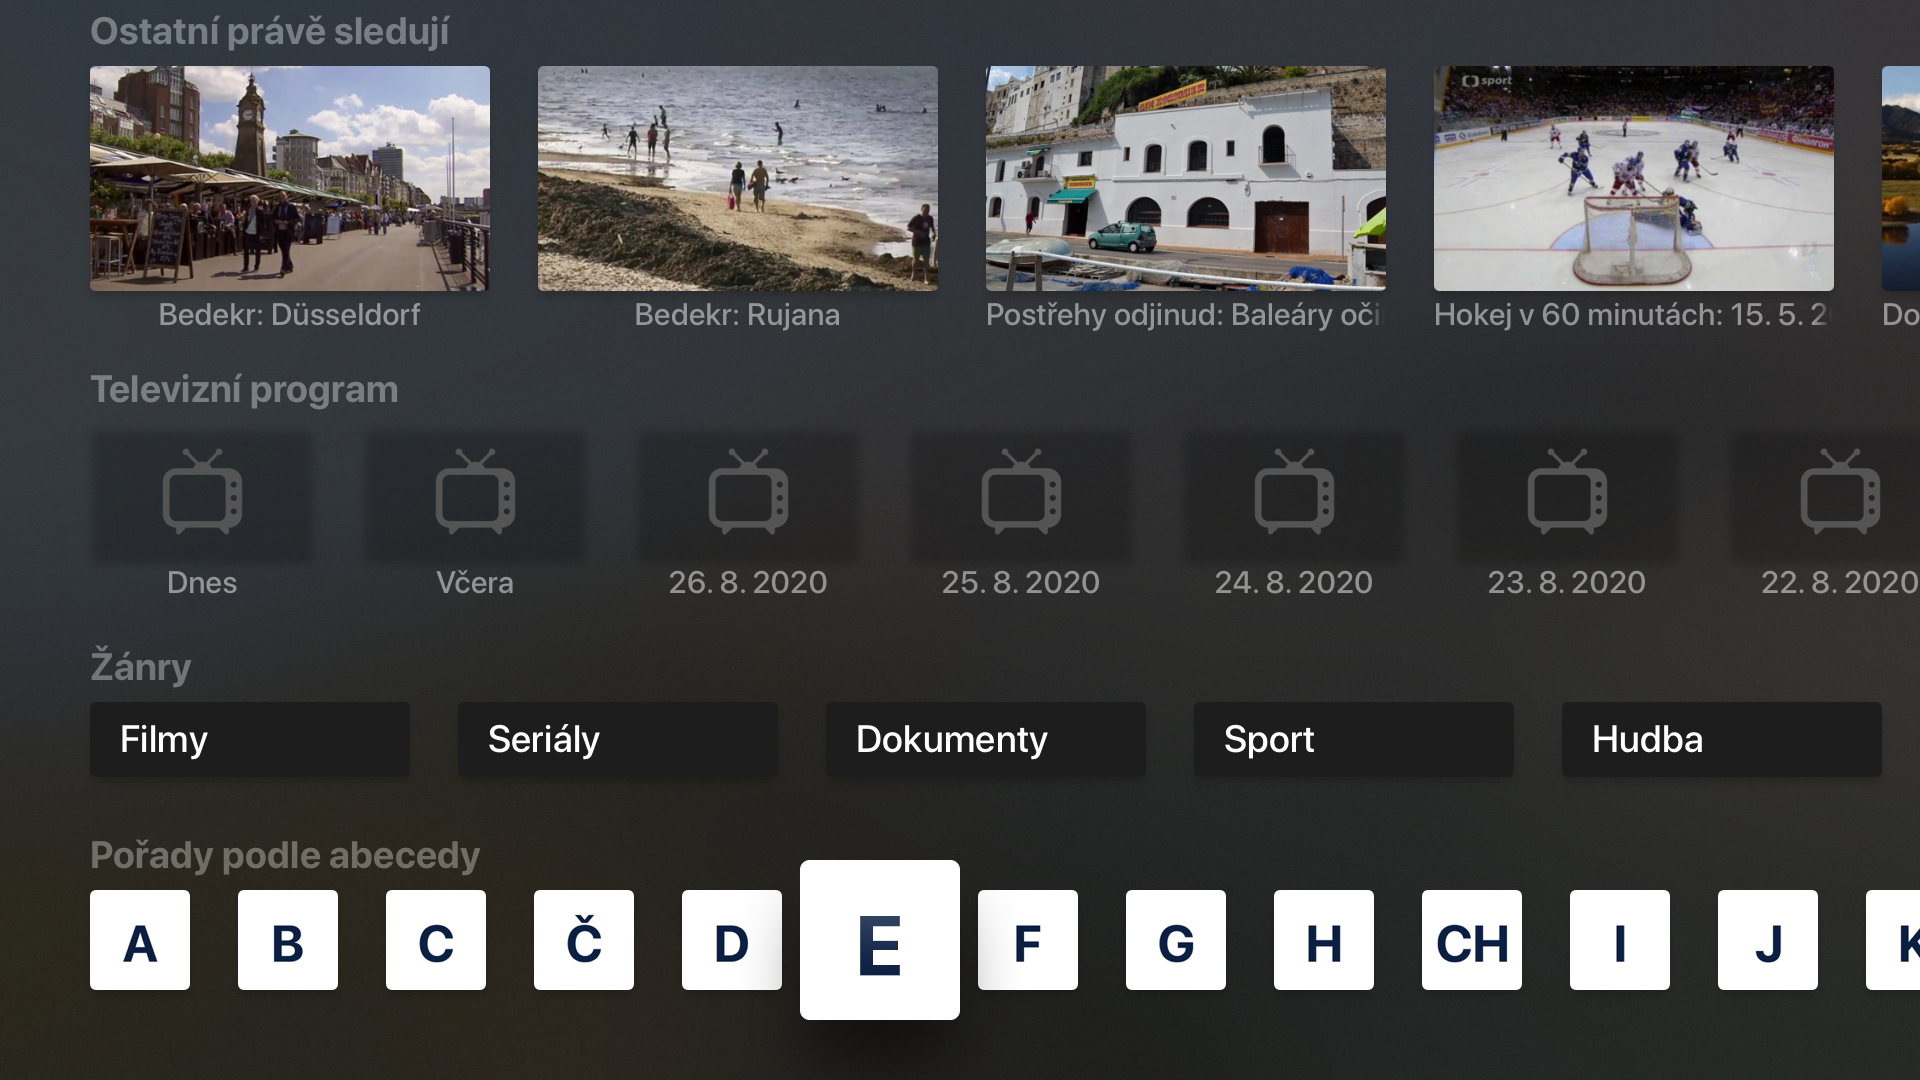 Ostatní právě sledují
sport
Bedekr: Düsseldorf
Bedekr: Rujana
Postřehy odjinud: Baleáry oči
Hokej v 60 minutách: 15. 5. 2
Do
Televizní program
Dnes
Včera
26. 8. 2020
25. 8. 2020
24. 8. 2020
23. 8. 2020
22. 8. 2020
Žánry
Filmy
Seriály
Dokumenty
Sport
Hudba
Pořady podle abecedy
A B C Č D E F G H CH I J K